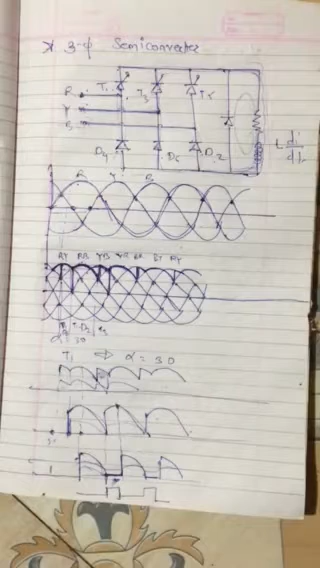 * 3-φ Semiconverter
T₁ T₃ T₅
R
Y
B
D₄ D₆ D₂
L di/dt
R Y B
RY RB YB YR BR BY RY
α = 30
T₁ ⇒ α = 30